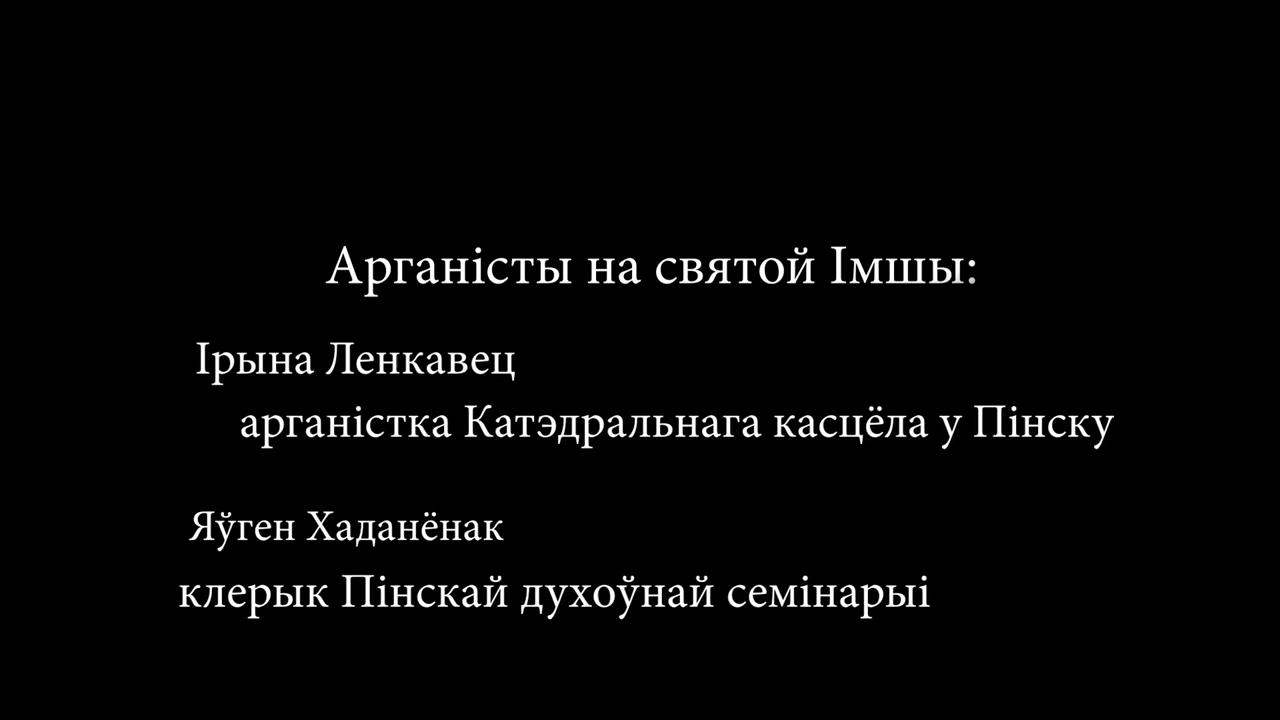 Арганісты на святой Імшы:
Ірына Ленкавец
арганістка Катэдральнага касцёла у Пінску
Яўген Хаданёнак
клерык Пінскай духоўнай семінарыі